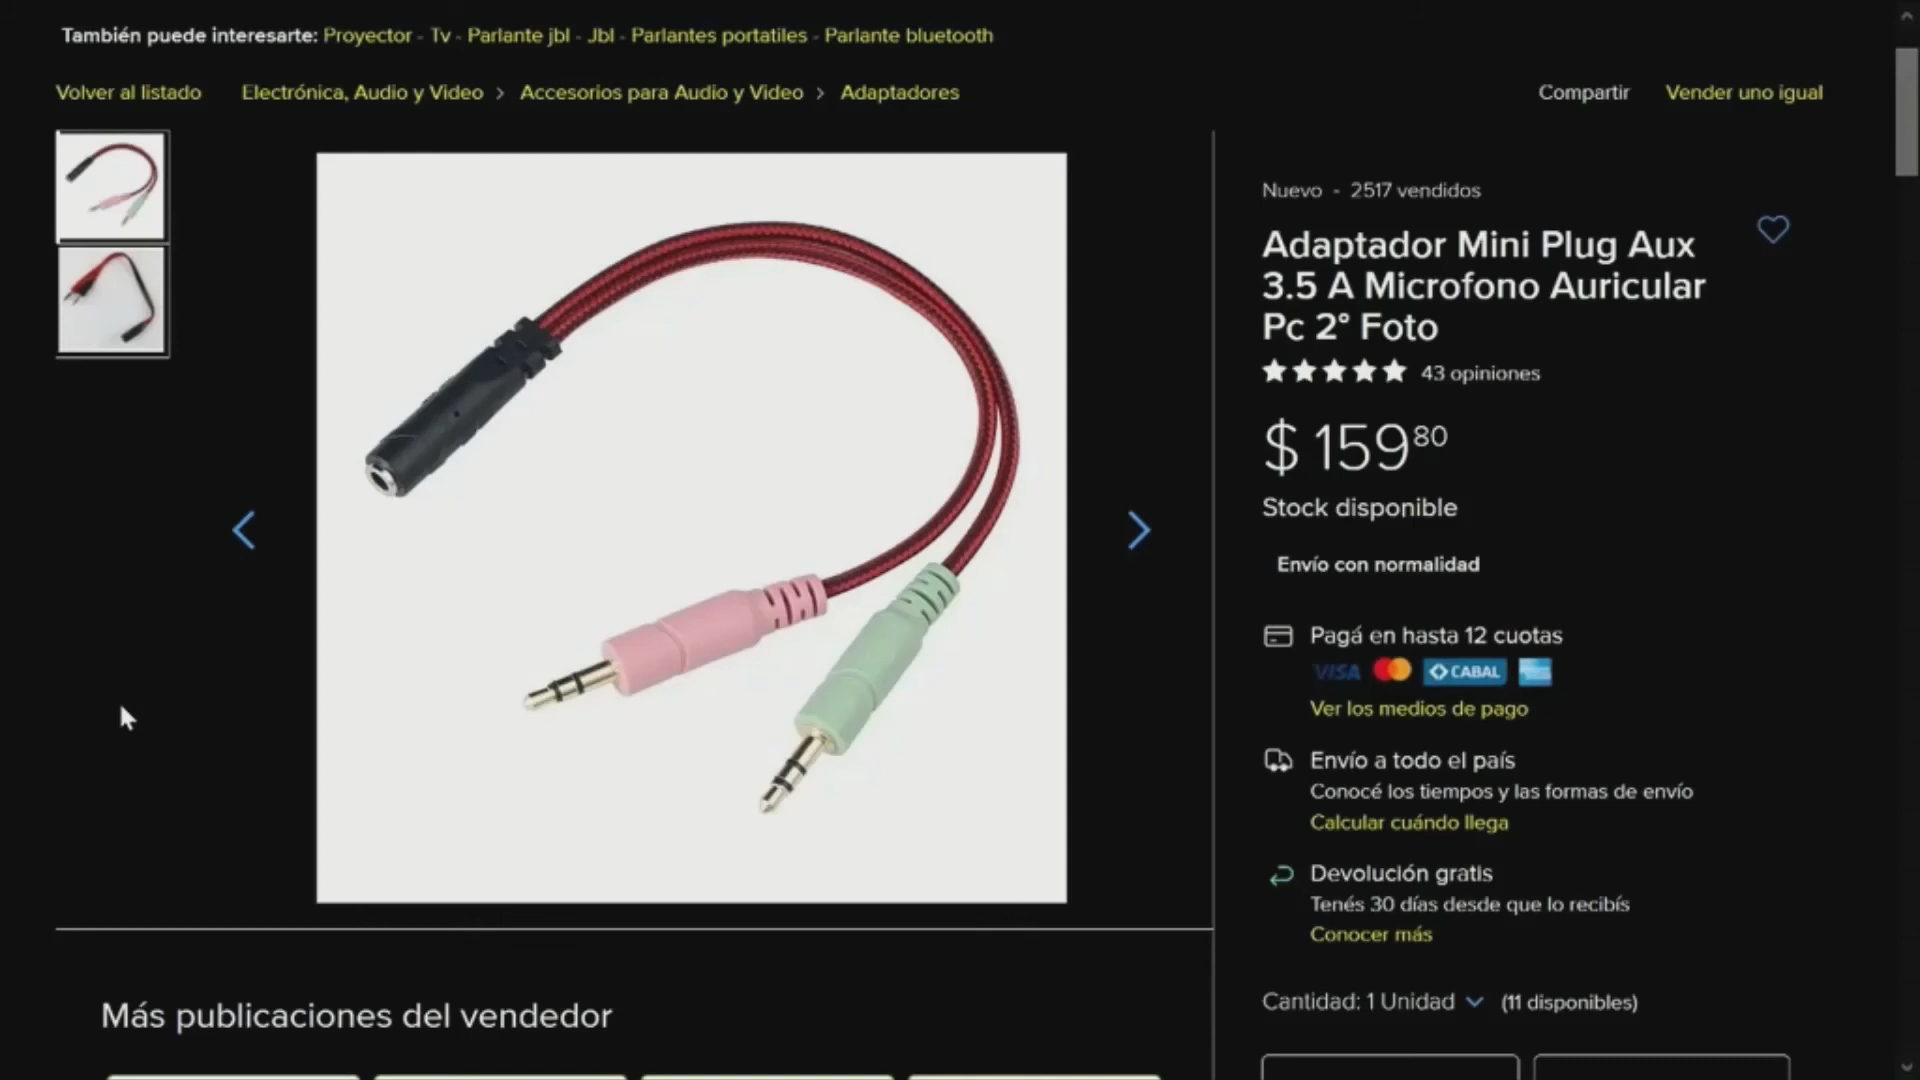 También puede interesarte: Proyector - Tv - Parlante jbl - Jbl - Parlantes portatiles - Parlante bluetooth
Volver al listado Electrónica, Audio y Video > Accesorios para Audio y Video > Adaptadores
Compartir Vender uno igual
Nuevo - 2517 vendidos
Adaptador Mini Plug Aux
3.5 A Microfono Auricular
Pc 2° Foto
43 opiniones
$ 159 80
Stock disponible
Envío con normalidad
Pagá en hasta 12 cuotas
VISA CABAL
Ver los medios de pago
Envío a todo el país
Conocé los tiempos y las formas de envío
Calcular cuándo llega
Devolución gratis
Tenés 30 días desde que lo recibís
Conocer más
Cantidad: 1 Unidad (11 disponibles)
Más publicaciones del vendedor